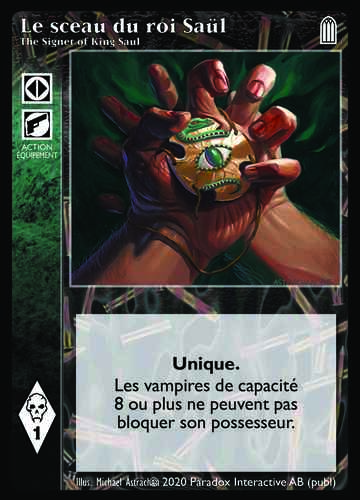 Le sceau du roi Saül
The Signet of King Saul
ACTION
ÉQUIPEMENT
Unique.
Les vampires de capacité
8 ou plus ne peuvent pas
bloquer son possesseur.
1
Illus: Michael Astrachan © 2020 Paradox Interactive AB (publ)